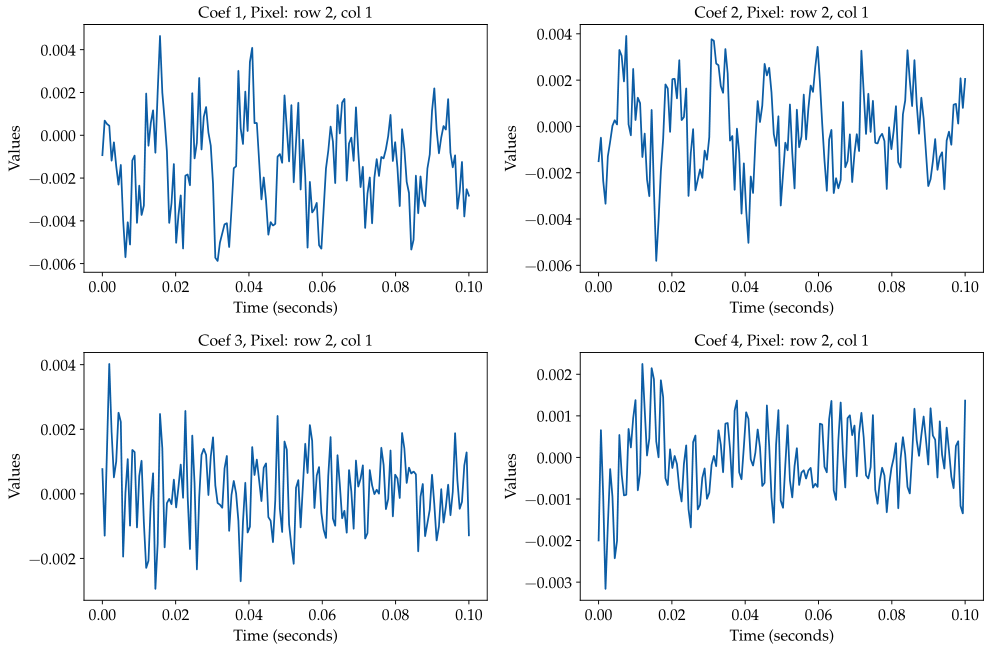 Coef 1, Pixel: row 2, col 1
Values
0.004
0.002
0.000
−0.002
−0.004
−0.006
0.00 0.02 0.04 0.06 0.08 0.10
Time (seconds)
Coef 2, Pixel: row 2, col 1
Values
0.004
0.002
0.000
−0.002
−0.004
−0.006
0.00 0.02 0.04 0.06 0.08 0.10
Time (seconds)
Coef 3, Pixel: row 2, col 1
Values
0.004
0.002
0.000
−0.002
0.00 0.02 0.04 0.06 0.08 0.10
Time (seconds)
Coef 4, Pixel: row 2, col 1
Values
0.002
0.001
0.000
−0.001
−0.002
−0.003
0.00 0.02 0.04 0.06 0.08 0.10
Time (seconds)